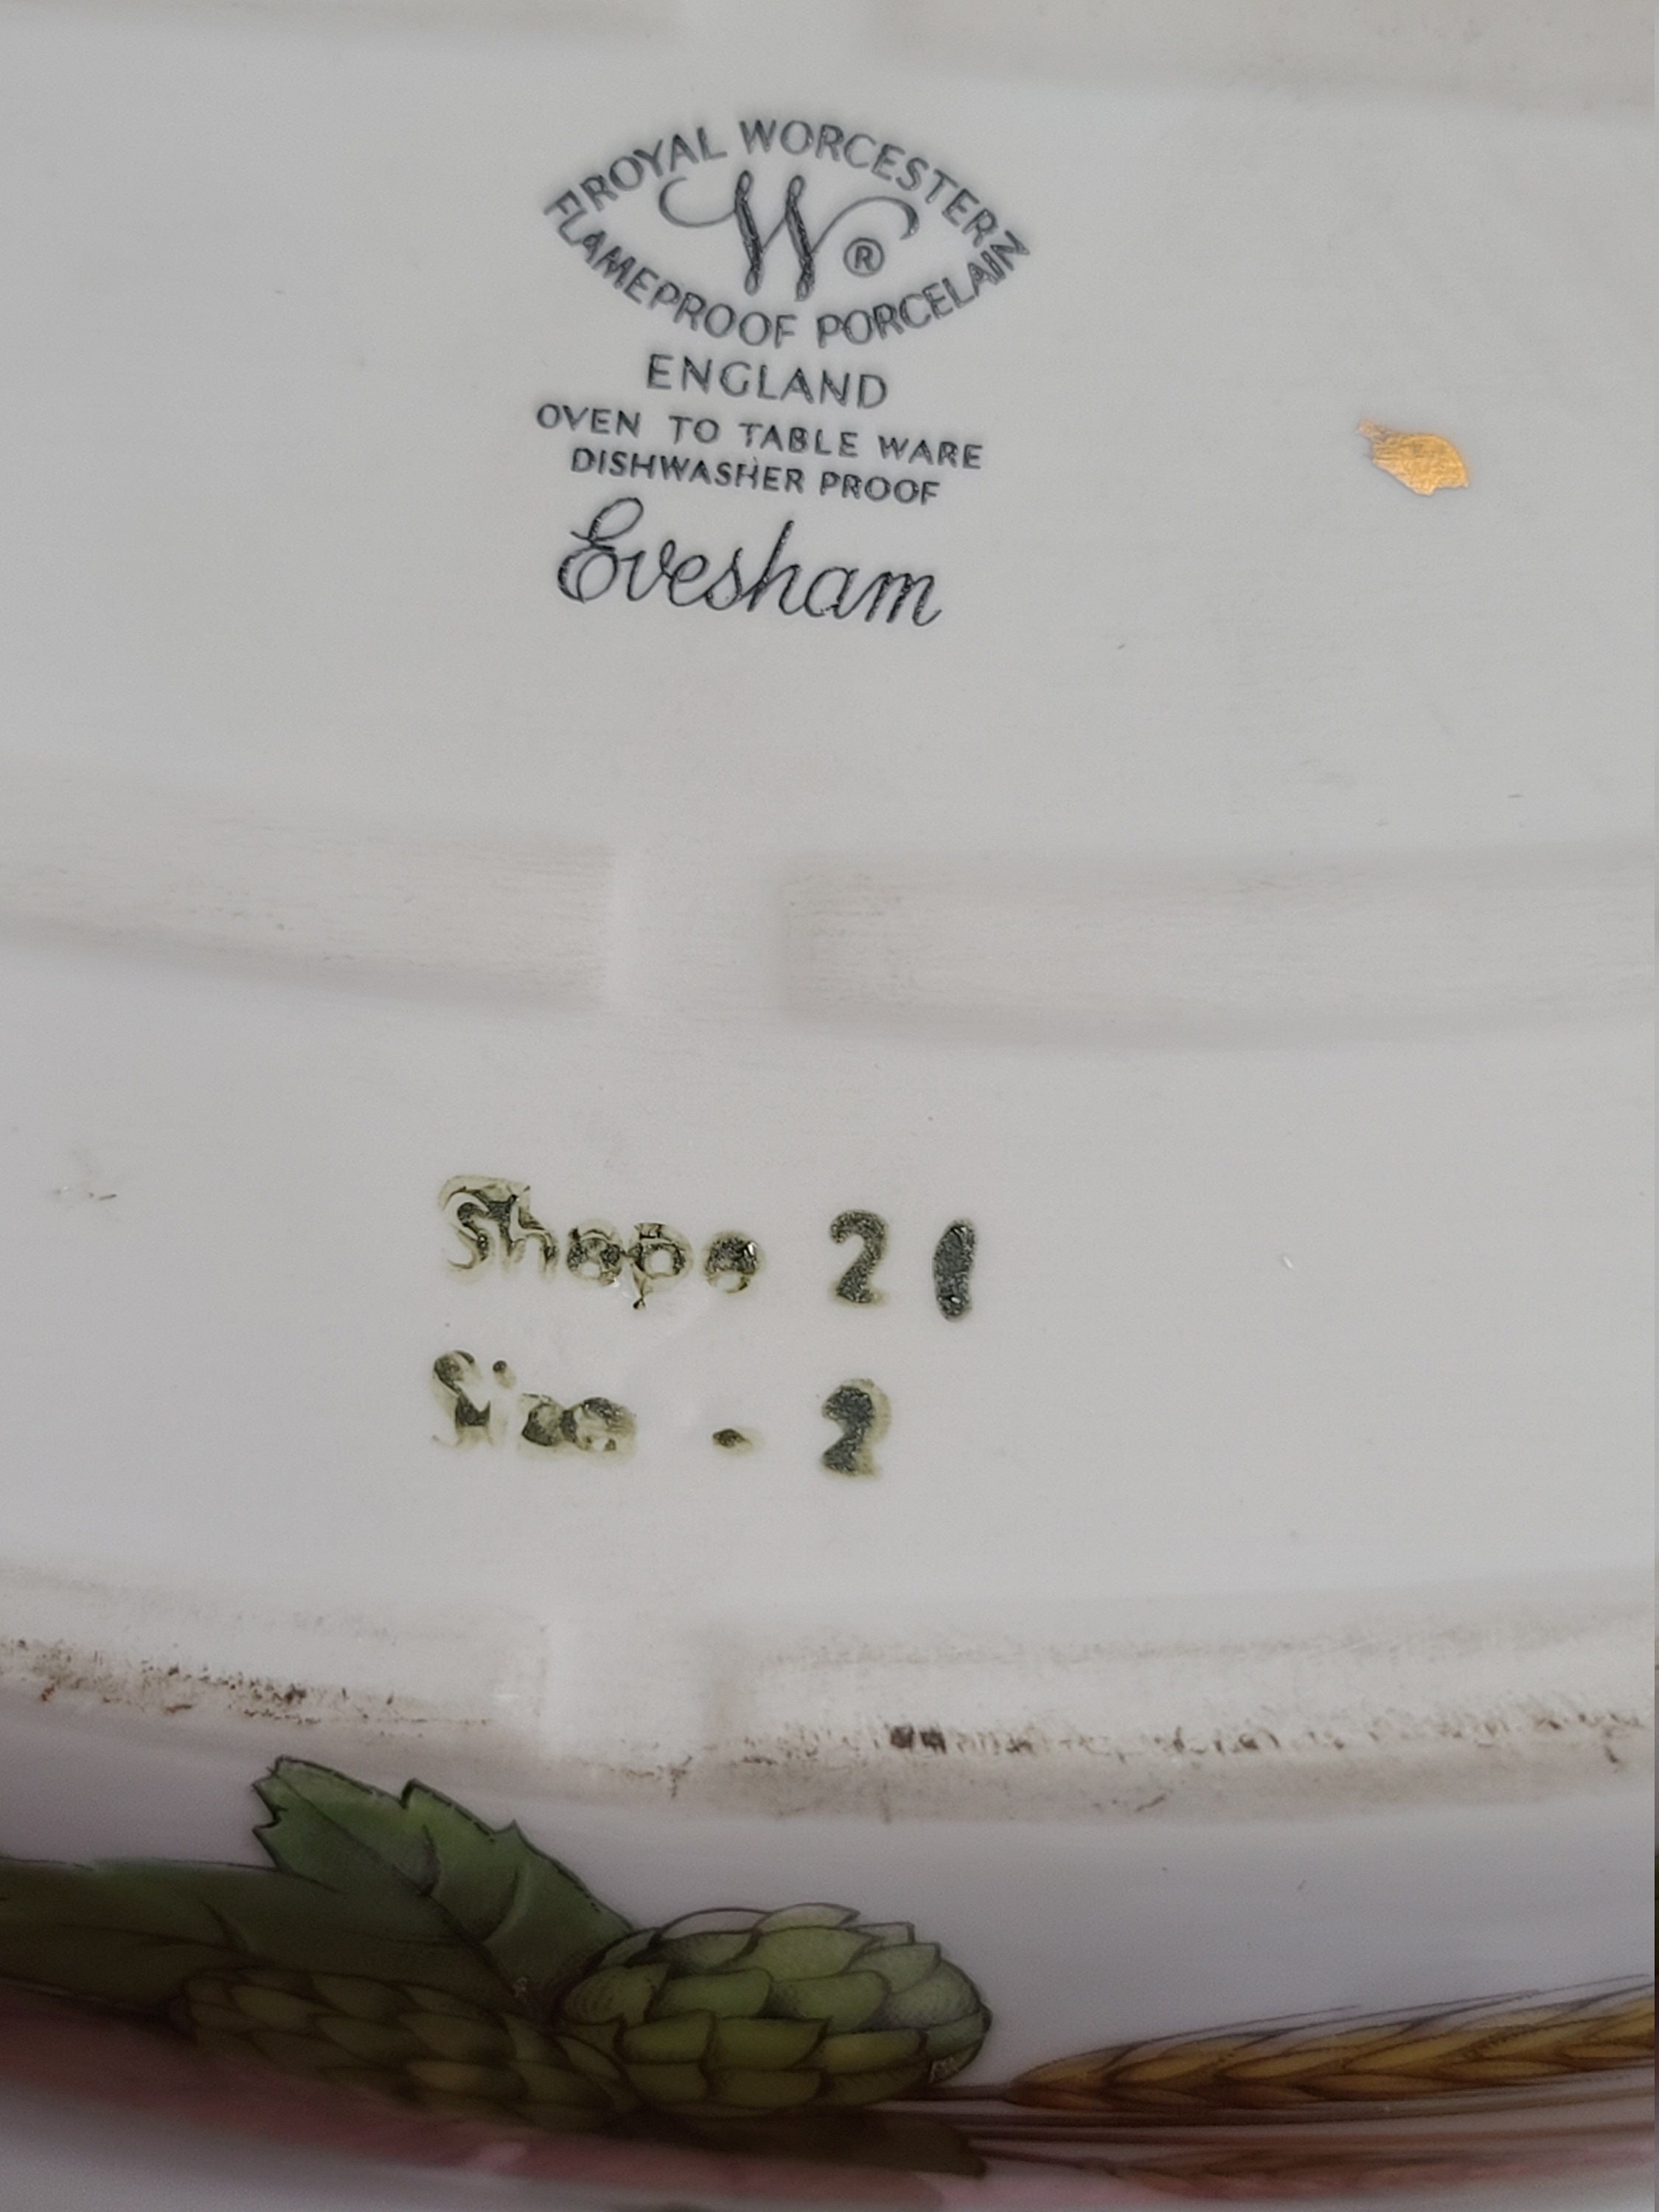 ROYAL WORCESTER
W ®
FLAMEPROOF PORCELAIN
ENGLAND
OVEN TO TABLE WARE
DISHWASHER PROOF
Evesham
Shape 21
Size - 2